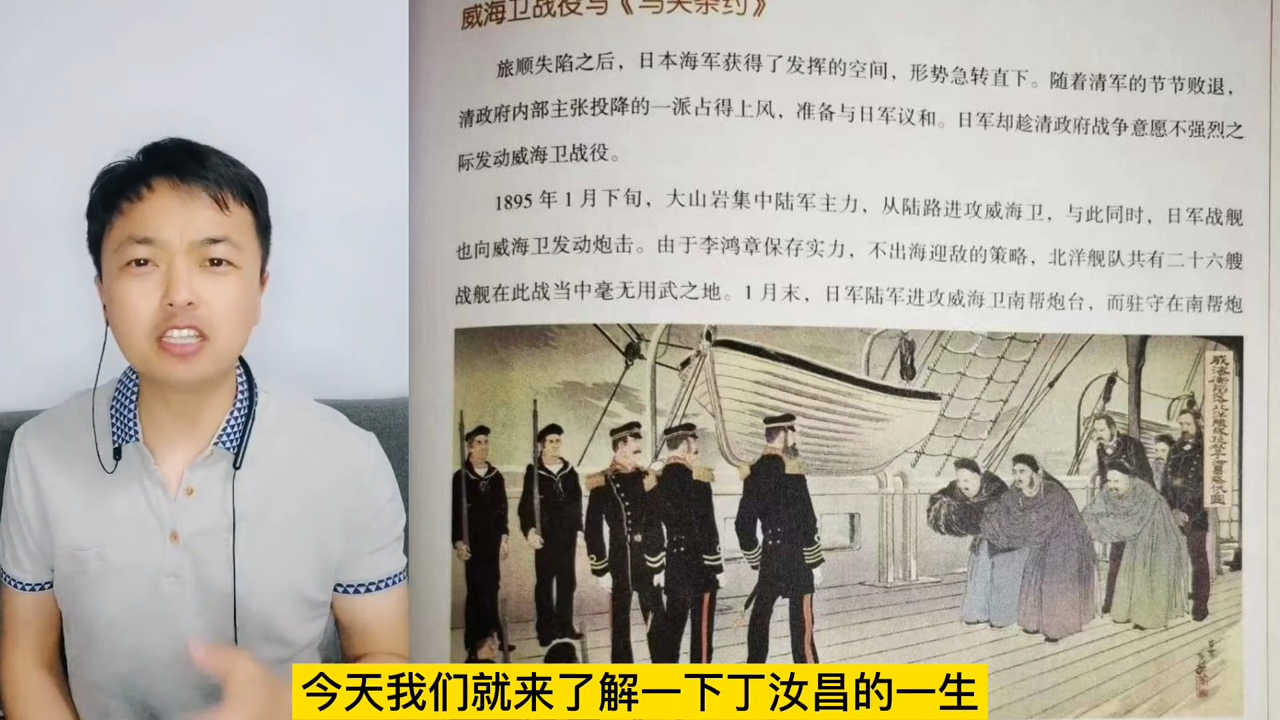 威海卫战役与《马关条约》
旅顺失陷之后，日本海军获得了发挥的空间，形势急转直下。随着清军的节节败退，
清政府内部主张投降的一派占得上风，准备与日军议和。日军却趁清政府战争意愿不强烈之
际发动威海卫战役。
1895年1月下旬，大山岩集中陆军主力，从陆路进攻威海卫，与此同时，日军战舰
也向威海卫发动炮击。由于李鸿章保存实力，不出海迎敌的策略，北洋舰队共有二十六艘
战舰在此战当中毫无用武之地。1月末，日军陆军进攻威海卫南帮炮台，而驻守在南帮炮
今天我们就来了解一下丁汝昌的一生